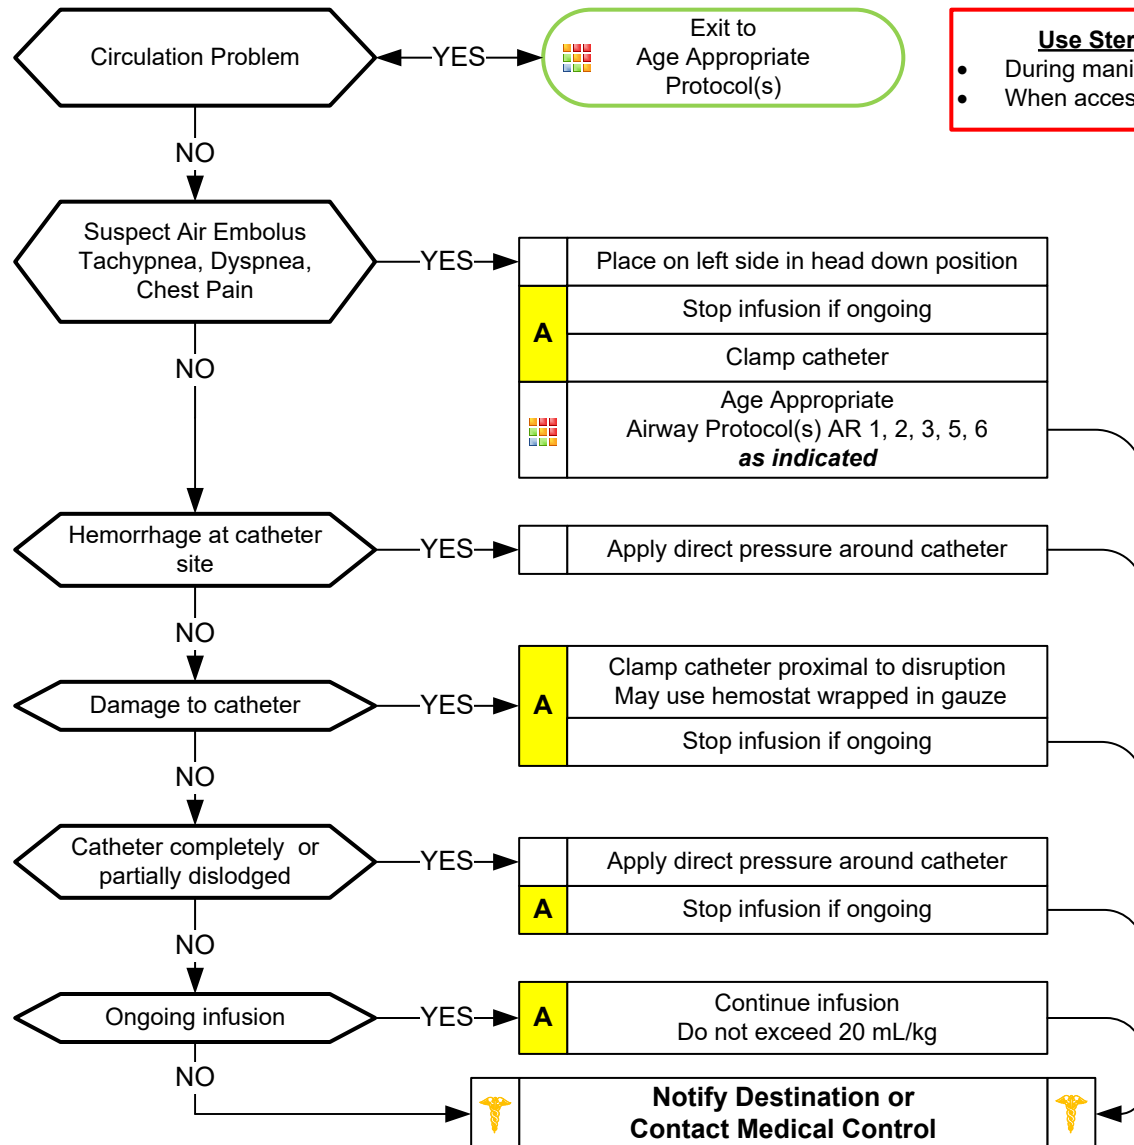 Circulation Problem
YES
Exit to
Age Appropriate
Protocol(s)
Use Ster
• During mani
• When acces
NO
Suspect Air Embolus
Tachypnea, Dyspnea,
Chest Pain
YES
Place on left side in head down position
A
Stop infusion if ongoing
Clamp catheter
Age Appropriate
Airway Protocol(s) AR 1, 2, 3, 5, 6
as indicated
NO
Hemorrhage at catheter
site
YES
Apply direct pressure around catheter
NO
Damage to catheter
YES
A
Clamp catheter proximal to disruption
May use hemostat wrapped in gauze
Stop infusion if ongoing
NO
Catheter completely or
partially dislodged
YES
Apply direct pressure around catheter
A
Stop infusion if ongoing
NO
Ongoing infusion
YES
A
Continue infusion
Do not exceed 20 mL/kg
NO
Notify Destination or
Contact Medical Control